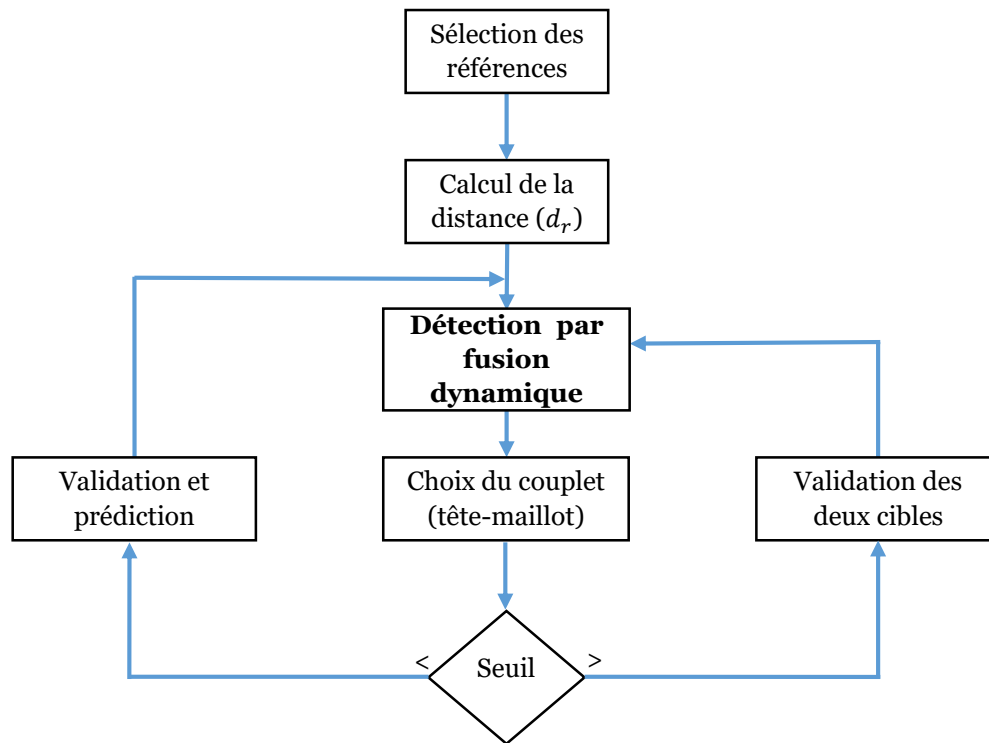 Sélection des
références
Calcul de la
distance (𝑑𝑟)
Détection par
fusion
dynamique
Validation et
prédiction
Choix du couplet
(tête-maillot)
Validation des
deux cibles
<
Seuil
>